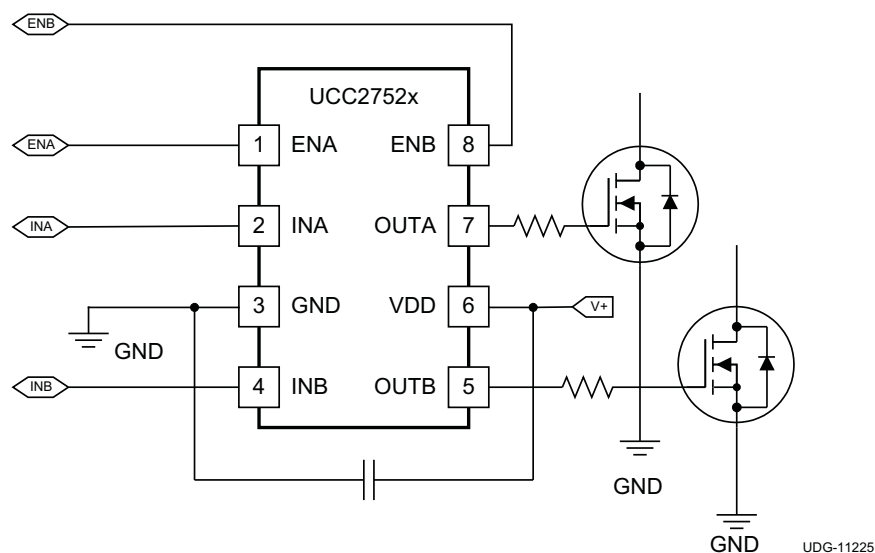 ENB
UCC2752x
ENA
1 ENA ENB 8
INA
2 INA OUTA 7
3 GND VDD 6
V+
GND
INB
4 INB OUTB 5
GND
GND
UDG-11225